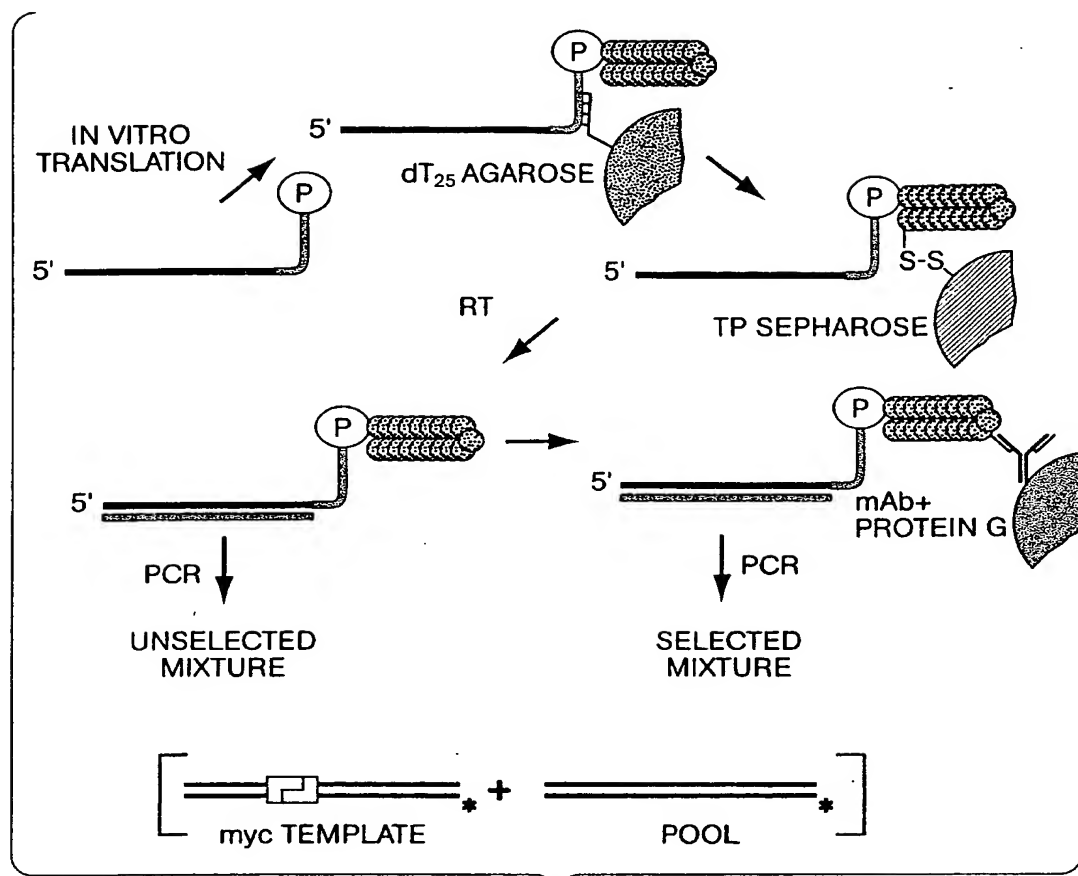 P
5'
dT₂₅ AGAROSE
IN VITRO
TRANSLATION
P
5'
P
5'
S-S
TP SEPHAROSE
RT
P
5'
P
5'
mAb+
PROTEIN G
PCR
UNSELECTED
MIXTURE
PCR
SELECTED
MIXTURE
+
*
*
myc TEMPLATE
POOL